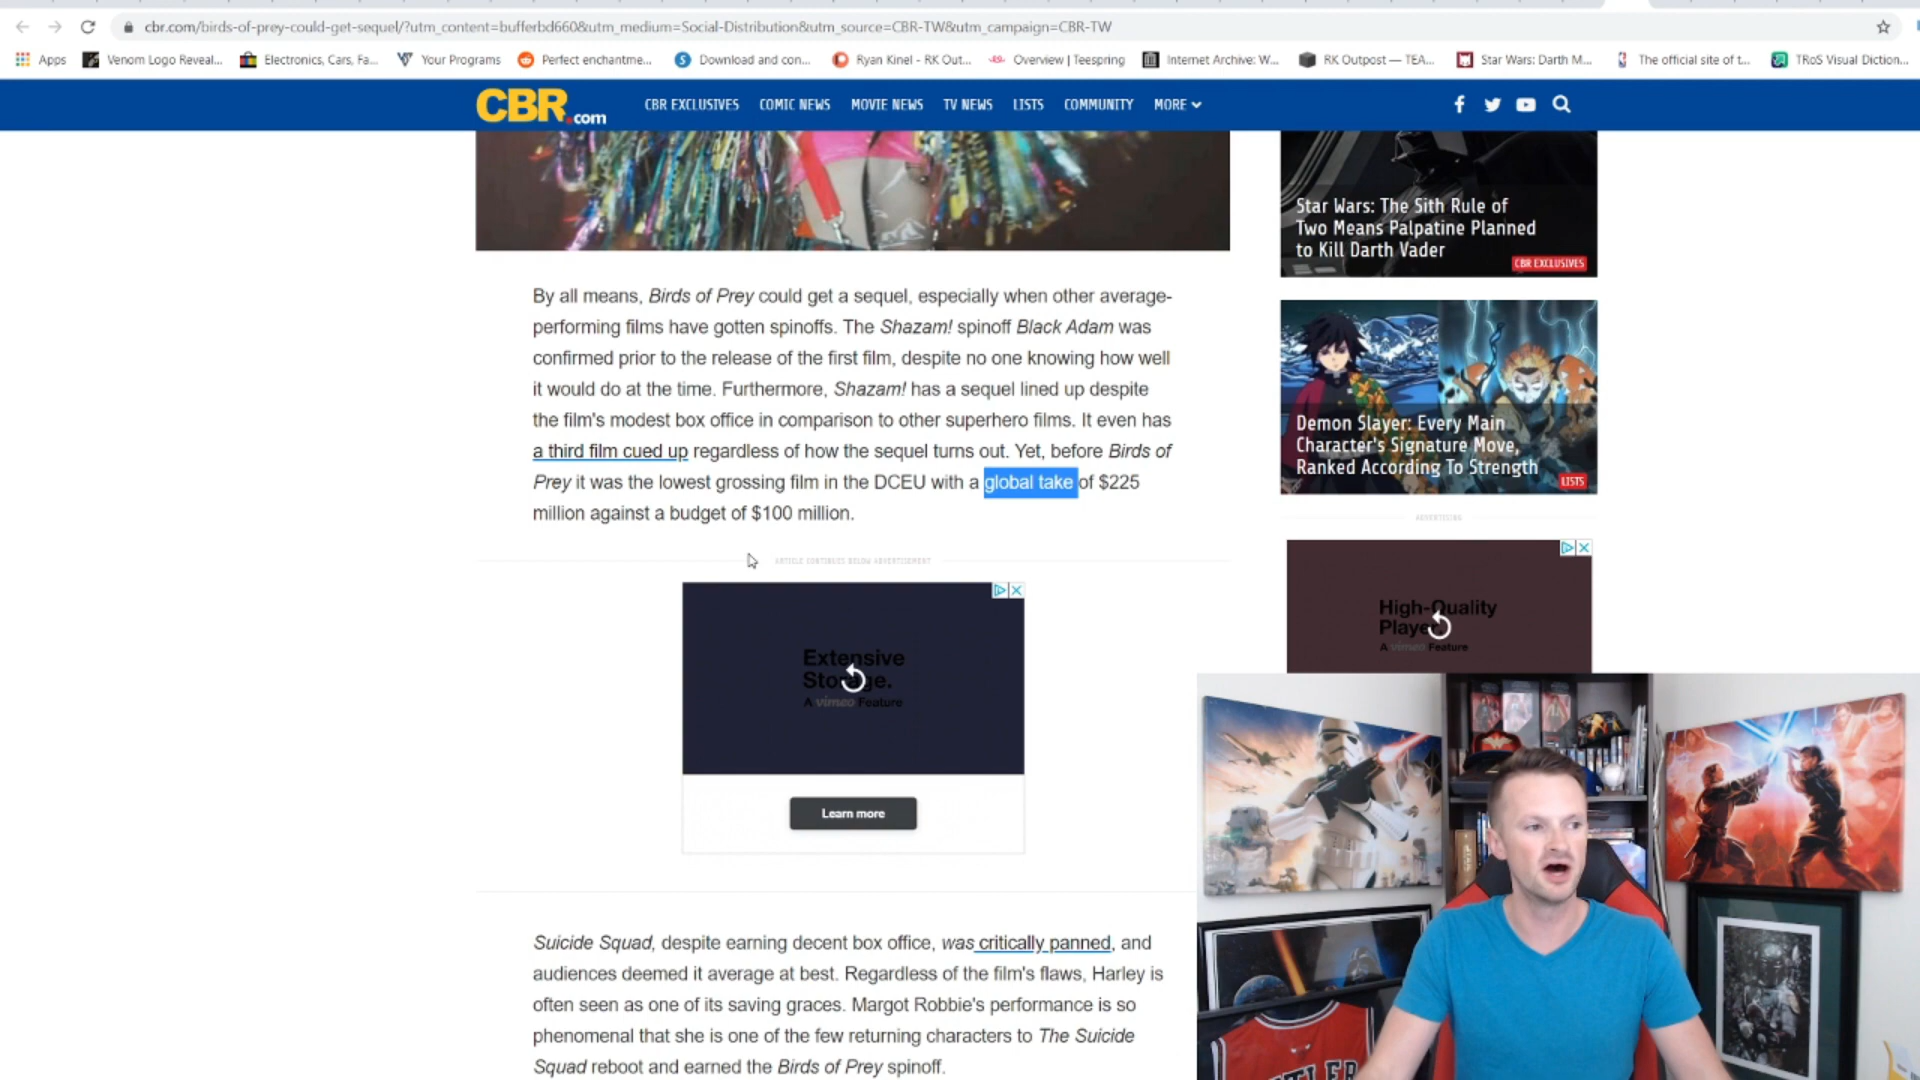 cbr.com/birds-of-prey-could-get-sequel/?utm_content=bufferbd660&utm_medium=Social-Distribution&utm_source=CBR-TW&utm_campaign=CBR-TW
Apps Venom Logo Reveal... Electronics, Cars, Fa... Your Programs Perfect enchantme... Download and con... Ryan Kinel - RK Out... Overview | Teespring Internet Archive: W... RK Outpost — TEA... Star Wars: Darth M... The official site of t... TRoS Visual Diction...
CBR.com CBR EXCLUSIVES COMIC NEWS MOVIE NEWS TV NEWS LISTS COMMUNITY MORE
By all means, Birds of Prey could get a sequel, especially when other average-
performing films have gotten spinoffs. The Shazam! spinoff Black Adam was
confirmed prior to the release of the first film, despite no one knowing how well
it would do at the time. Furthermore, Shazam! has a sequel lined up despite
the film's modest box office in comparison to other superhero films. It even has
a third film cued up regardless of how the sequel turns out. Yet, before Birds of
Prey it was the lowest grossing film in the DCEU with a global take of $225
million against a budget of $100 million.
ARTICLE CONTINUES BELOW ADVERTISEMENT
Extensive
Storage.
A vimeo Feature
Learn more
Suicide Squad, despite earning decent box office, was critically panned, and
audiences deemed it average at best. Regardless of the film's flaws, Harley is
often seen as one of its saving graces. Margot Robbie's performance is so
phenomenal that she is one of the few returning characters to The Suicide
Squad reboot and earned the Birds of Prey spinoff.
Star Wars: The Sith Rule of
Two Means Palpatine Planned
to Kill Darth Vader
CBR EXCLUSIVES
Demon Slayer: Every Main
Character's Signature Move,
Ranked According To Strength
LISTS
ADVERTISING
High-Quality
Player.
A vimeo Feature